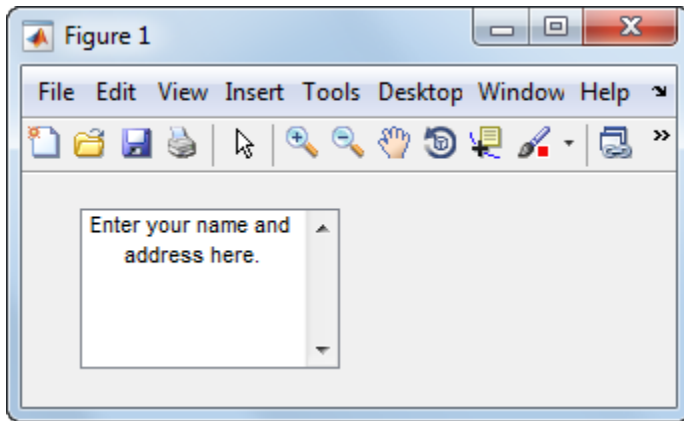 Figure 1
File Edit View Insert Tools Desktop Window Help
Enter your name and
address here.